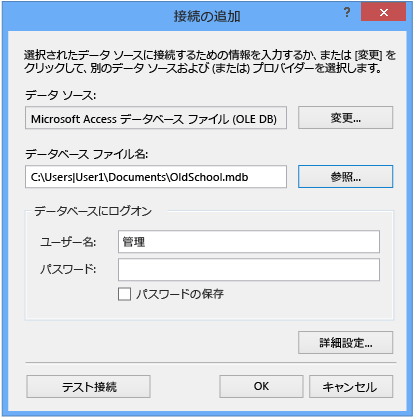 接続の追加
?
選択されたデータ ソースに接続するための情報を入力するか、または [変更] を
クリックして、別のデータ ソースおよび (または) プロバイダーを選択します。
データ ソース:
Microsoft Access データベース ファイル (OLE DB)
変更...
データベース ファイル名:
C:\Users|User1\Documents\OldSchool.mdb
参照...
データベースにログオン
ユーザー名:
管理
パスワード:
パスワードの保存
詳細設定...
テスト接続
OK
キャンセル